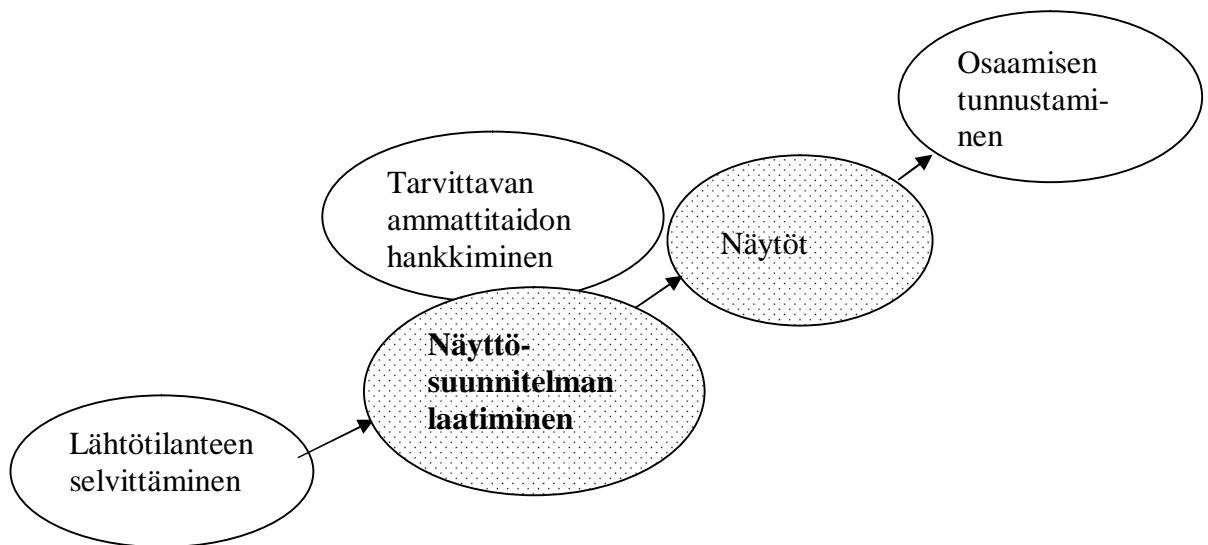 Osaamisen
tunnustami-
nen
Tarvittavan
ammattitaidon
hankkiminen
Näytöt
Näyttö-
suunnitelman
laatiminen
Lähtötilanteen
selvittäminen